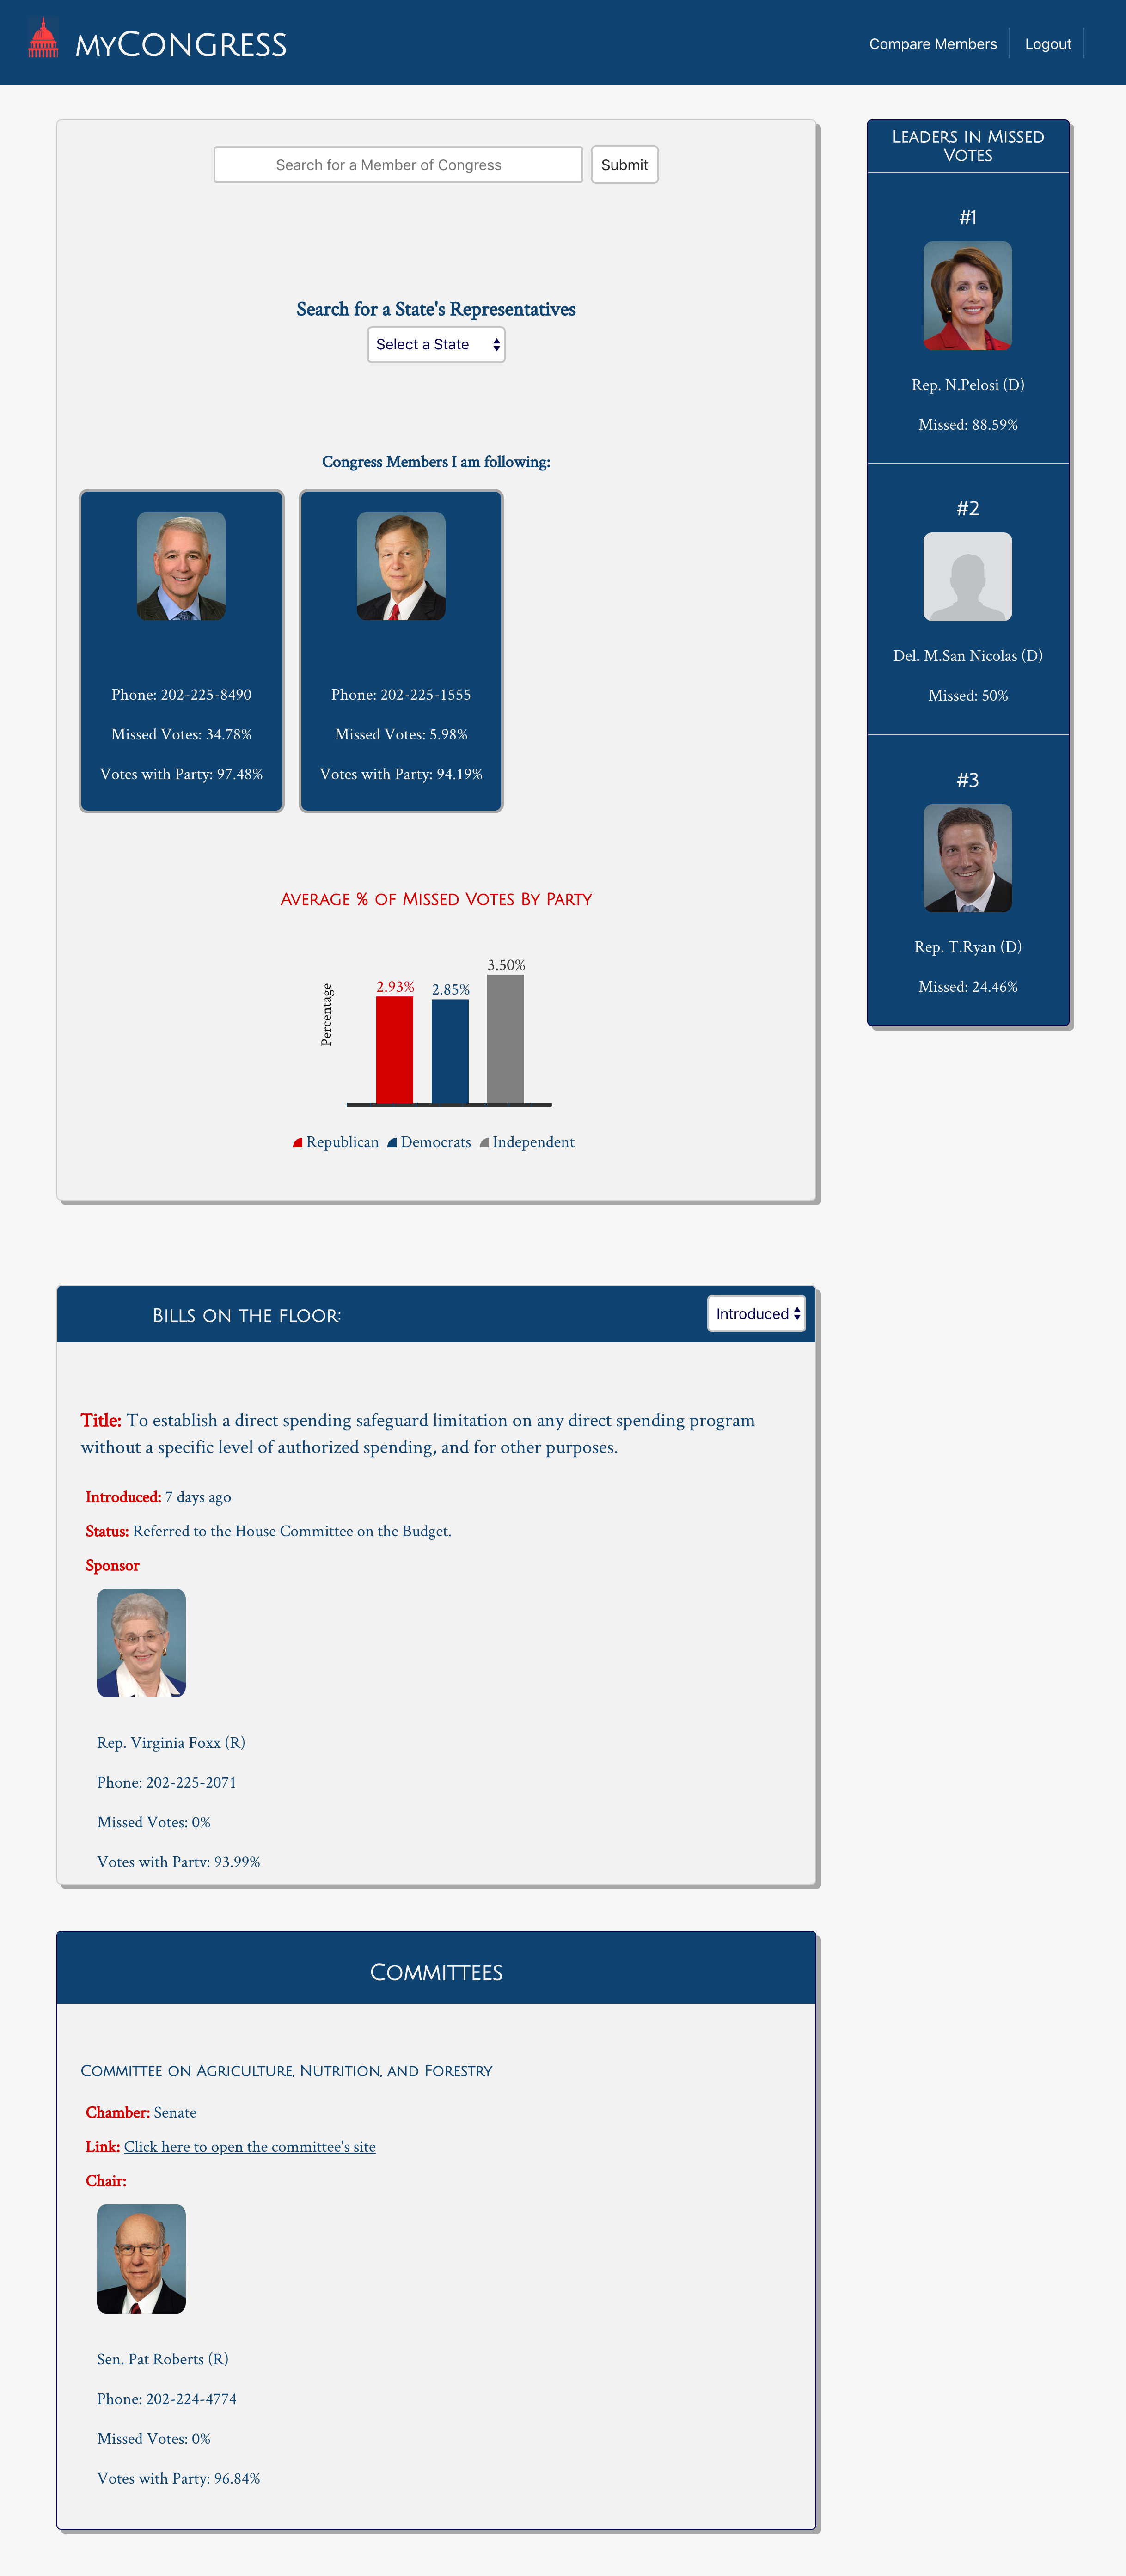 MyCongress
Compare Members
Logout
Search for a Member of Congress
Submit
Search for a State's Representatives
Select a State
Congress Members I am following:
Phone: 202-225-8490
Missed Votes: 34.78%
Votes with Party: 97.48%
Phone: 202-225-1555
Missed Votes: 5.98%
Votes with Party: 94.19%
Average % of Missed Votes By Party
Percentage
2.93%
2.85%
3.50%
Republican
Democrats
Independent
Leaders in Missed
Votes
#1
Rep. N.Pelosi (D)
Missed: 88.59%
#2
Del. M.San Nicolas (D)
Missed: 50%
#3
Rep. T.Ryan (D)
Missed: 24.46%
Bills on the floor:
Introduced
Title: To establish a direct spending safeguard limitation on any direct spending program
without a specific level of authorized spending, and for other purposes.
Introduced: 7 days ago
Status: Referred to the House Committee on the Budget.
Sponsor
Rep. Virginia Foxx (R)
Phone: 202-225-2071
Missed Votes: 0%
Votes with Party: 93.99%
Committees
Committee on Agriculture, Nutrition, and Forestry
Chamber: Senate
Link: Click here to open the committee's site
Chair:
Sen. Pat Roberts (R)
Phone: 202-224-4774
Missed Votes: 0%
Votes with Party: 96.84%